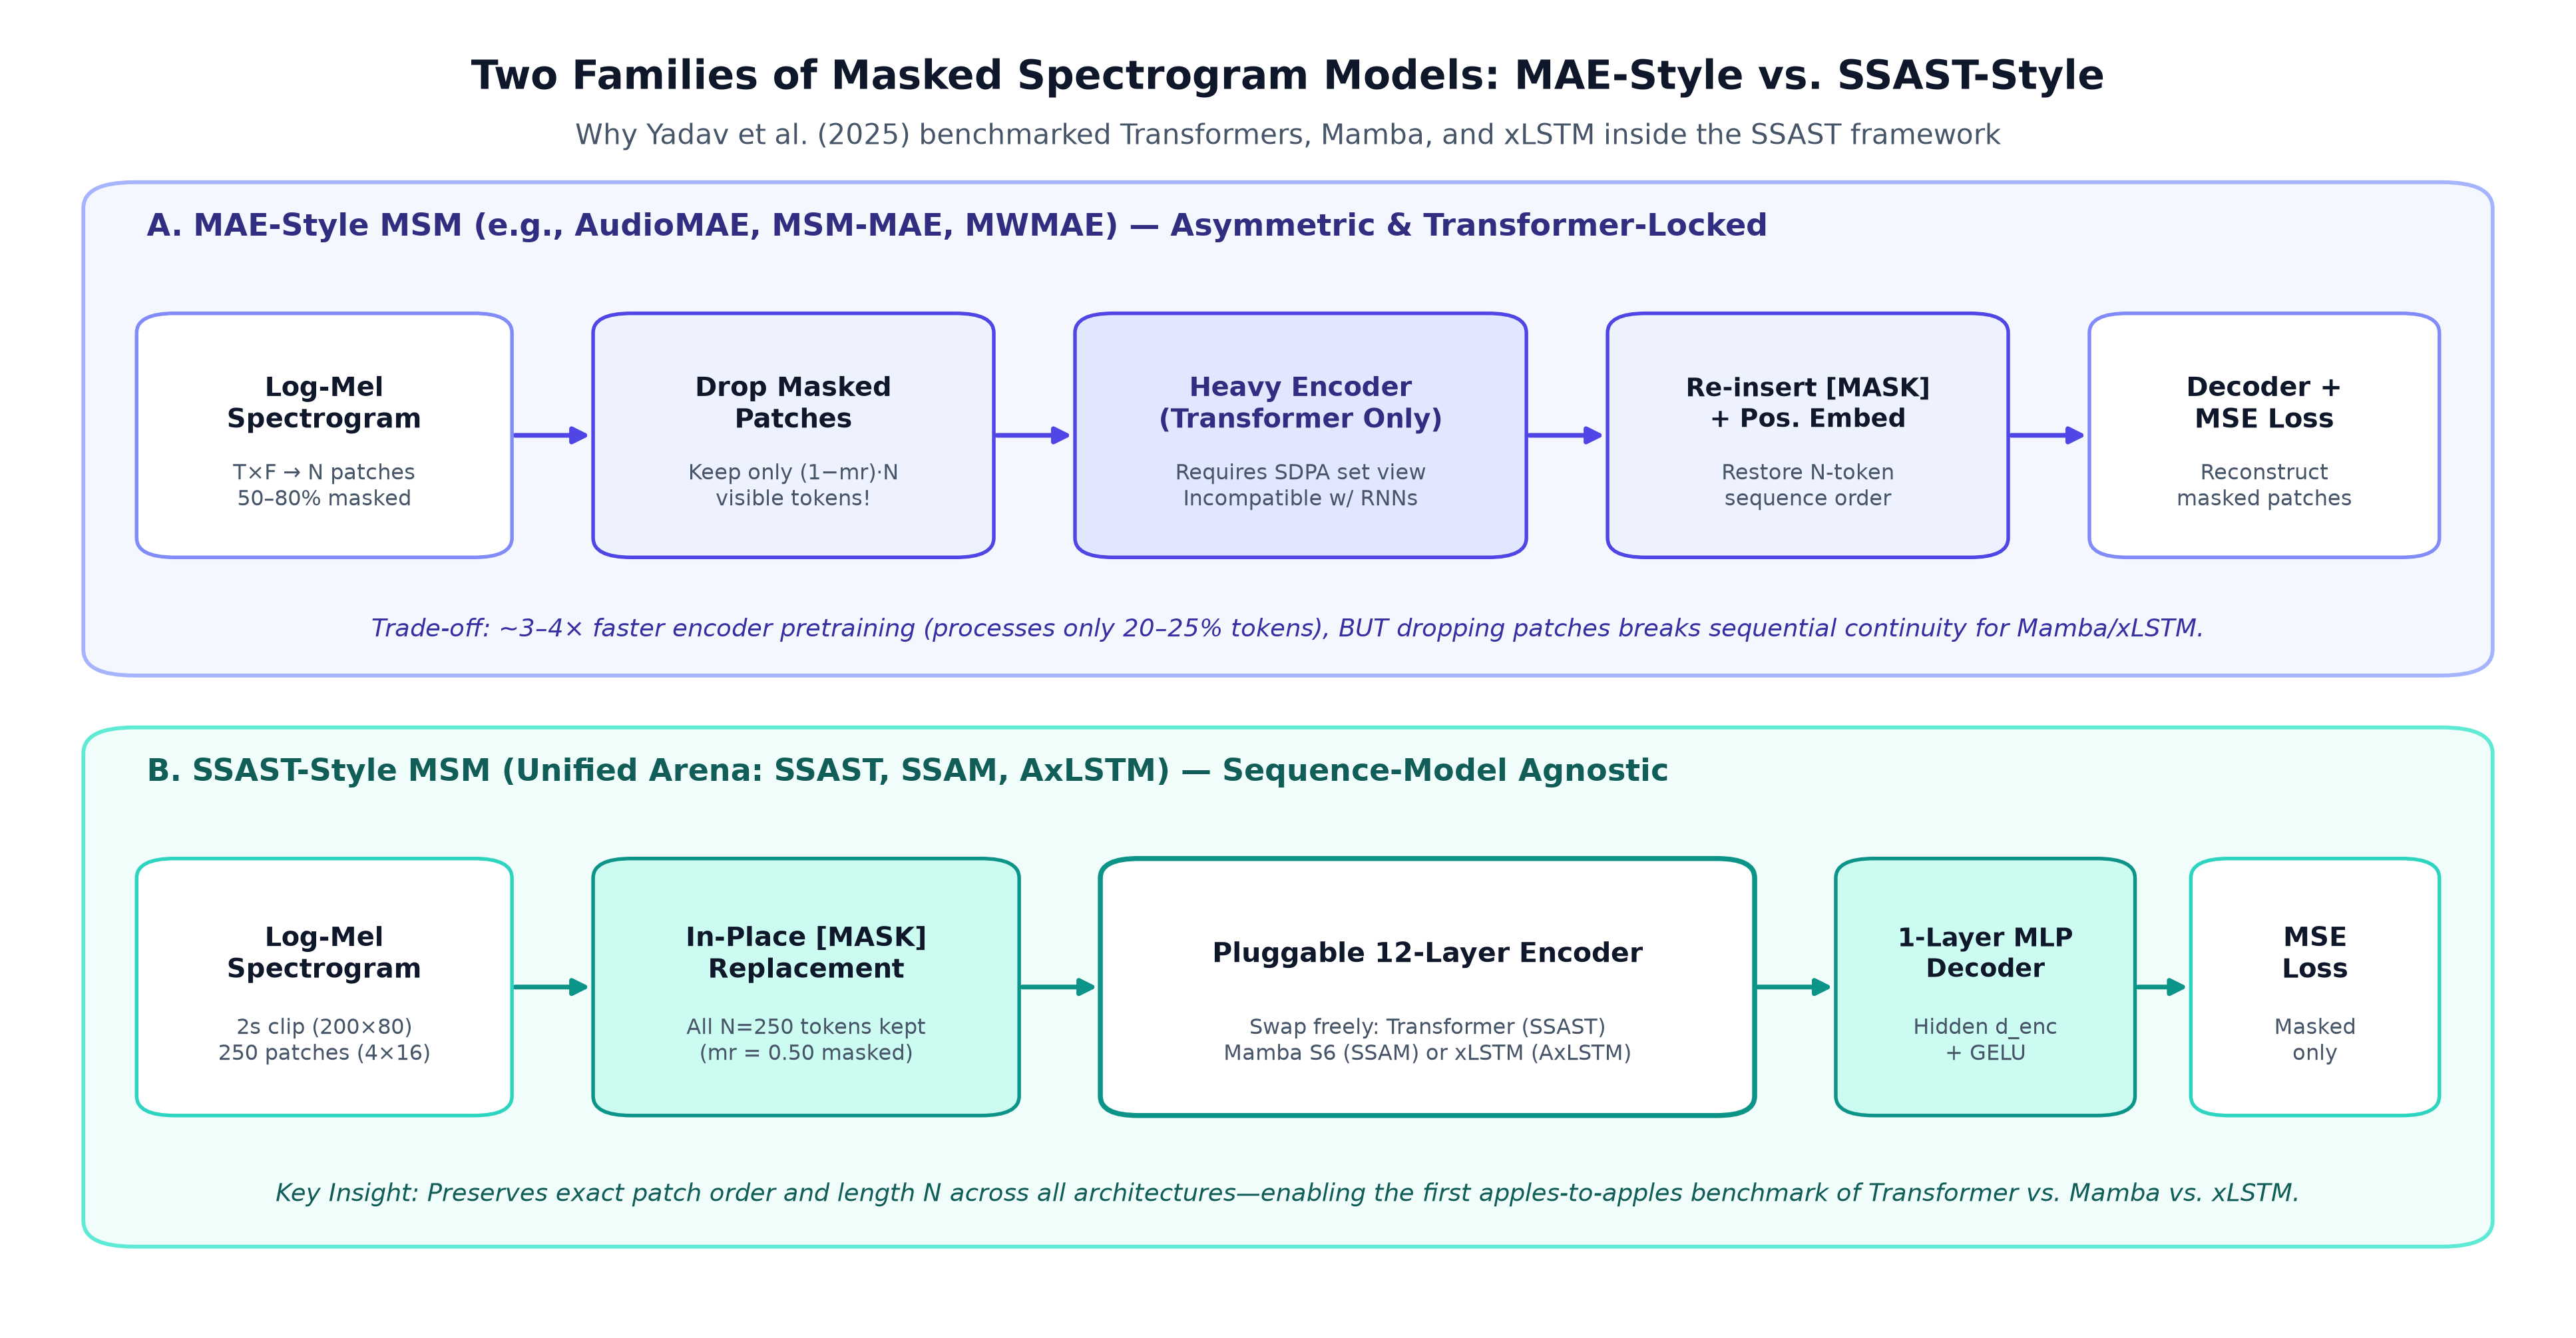 Two Families of Masked Spectrogram Models: MAE-Style vs. SSAST-Style
Why Yadav et al. (2025) benchmarked Transformers, Mamba, and xLSTM inside the SSAST framework
A. MAE-Style MSM (e.g., AudioMAE, MSM-MAE, MWMAE) — Asymmetric & Transformer-Locked
Log-Mel
Spectrogram
T×F → N patches
50–80% masked
Drop Masked
Patches
Keep only (1−mr)·N
visible tokens!
Heavy Encoder
(Transformer Only)
Requires SDPA set view
Incompatible w/ RNNs
Re-insert [MASK]
+ Pos. Embed
Restore N-token
sequence order
Decoder +
MSE Loss
Reconstruct
masked patches
Trade-off: ~3–4× faster encoder pretraining (processes only 20–25% tokens), BUT dropping patches breaks sequential continuity for Mamba/xLSTM.
B. SSAST-Style MSM (Unified Arena: SSAST, SSAM, AxLSTM) — Sequence-Model Agnostic
Log-Mel
Spectrogram
2s clip (200×80)
250 patches (4×16)
In-Place [MASK]
Replacement
All N=250 tokens kept
(mr = 0.50 masked)
Pluggable 12-Layer Encoder
Swap freely: Transformer (SSAST)
Mamba S6 (SSAM) or xLSTM (AxLSTM)
1-Layer MLP
Decoder
Hidden d_enc
+ GELU
MSE
Loss
Masked
only
Key Insight: Preserves exact patch order and length N across all architectures—enabling the first apples-to-apples benchmark of Transformer vs. Mamba vs. xLSTM.